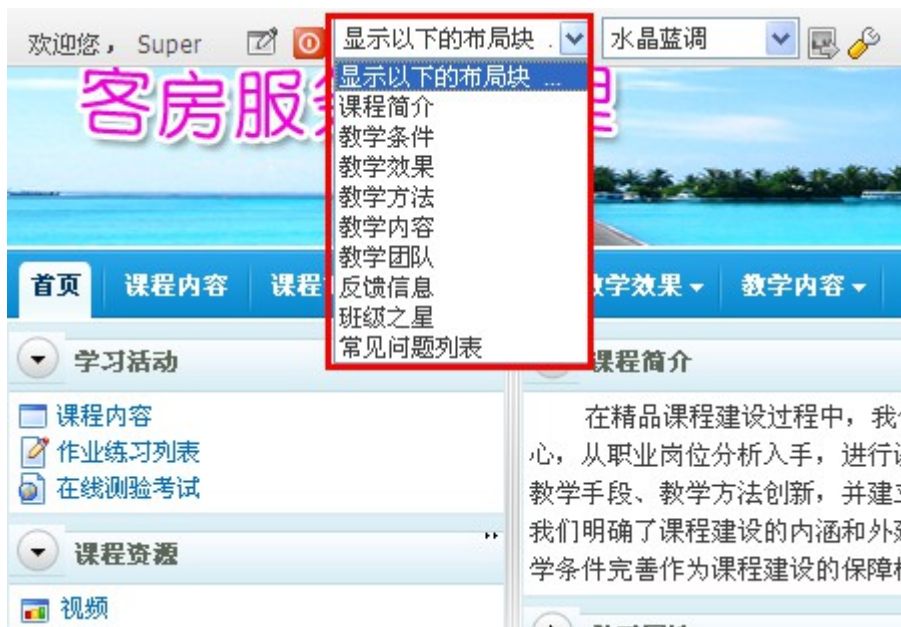 欢迎您， Super
显示以下的布局块 .
水晶蓝调
显示以下的布局块 ...
课程简介
教学条件
教学效果
教学方法
教学内容
教学团队
反馈信息
班级之星
常见问题列表
客房服
首页 课程内容 课程 学效果 教学内容
学习活动
课程内容
作业练习列表
在线测验考试
课程资源
视频
课程简介
在精品课程建设过程中，我
心，从职业岗位分析入手，进行
教学手段、教学方法创新，并建
我们明确了课程建设的内涵和外
学条件完善作为课程建设的保障